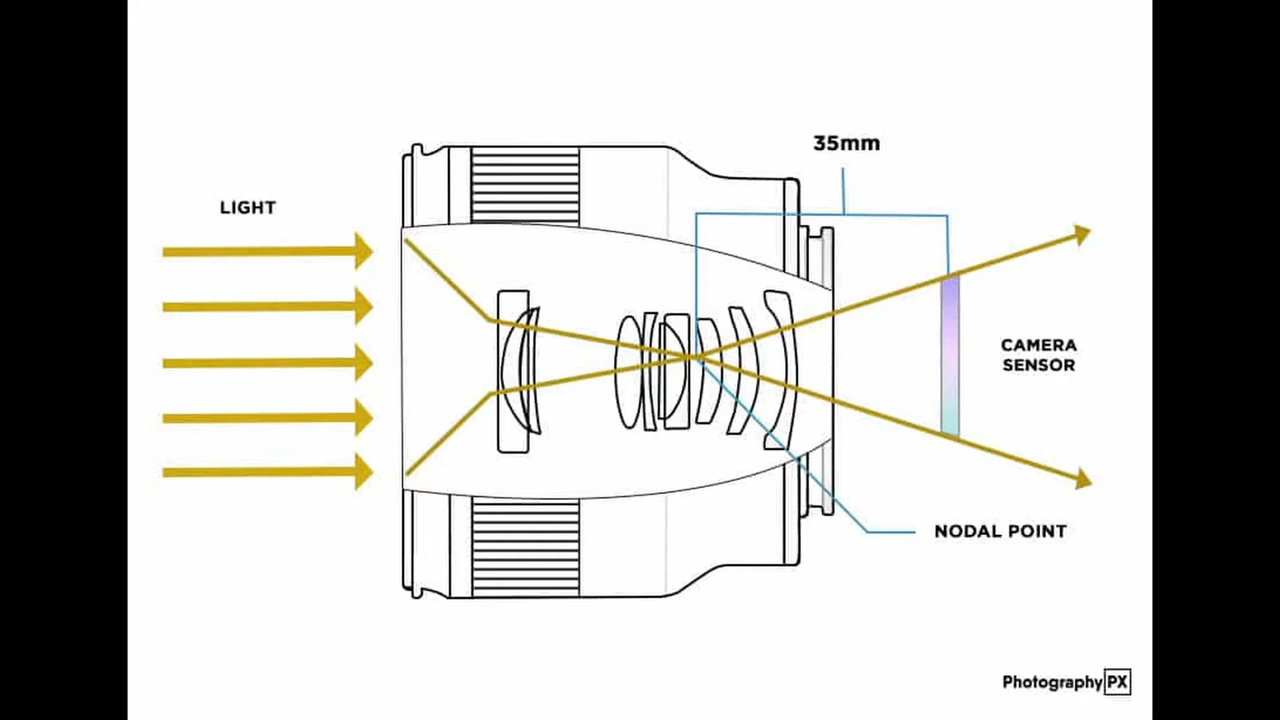 35mm
LIGHT
CAMERA
SENSOR
NODAL POINT
PhotographyPX